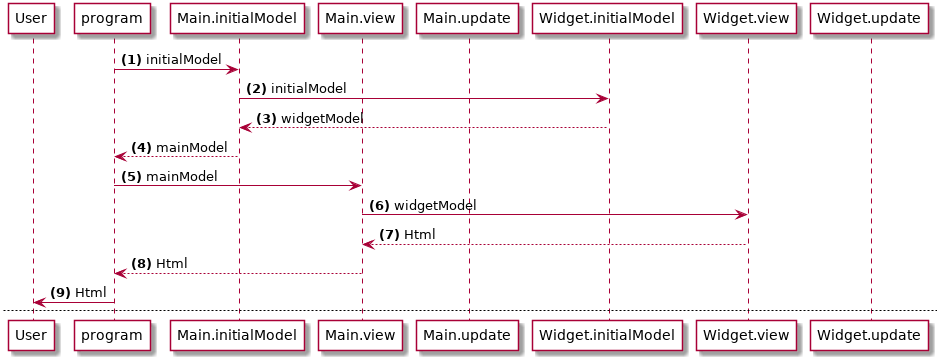 User program Main.initialModel Main.view Main.update Widget.initialModel Widget.view Widget.update
(1) initialModel
(2) initialModel
(3) widgetModel
(4) mainModel
(5) mainModel
(6) widgetModel
(7) Html
(8) Html
(9) Html
User program Main.initialModel Main.view Main.update Widget.initialModel Widget.view Widget.update